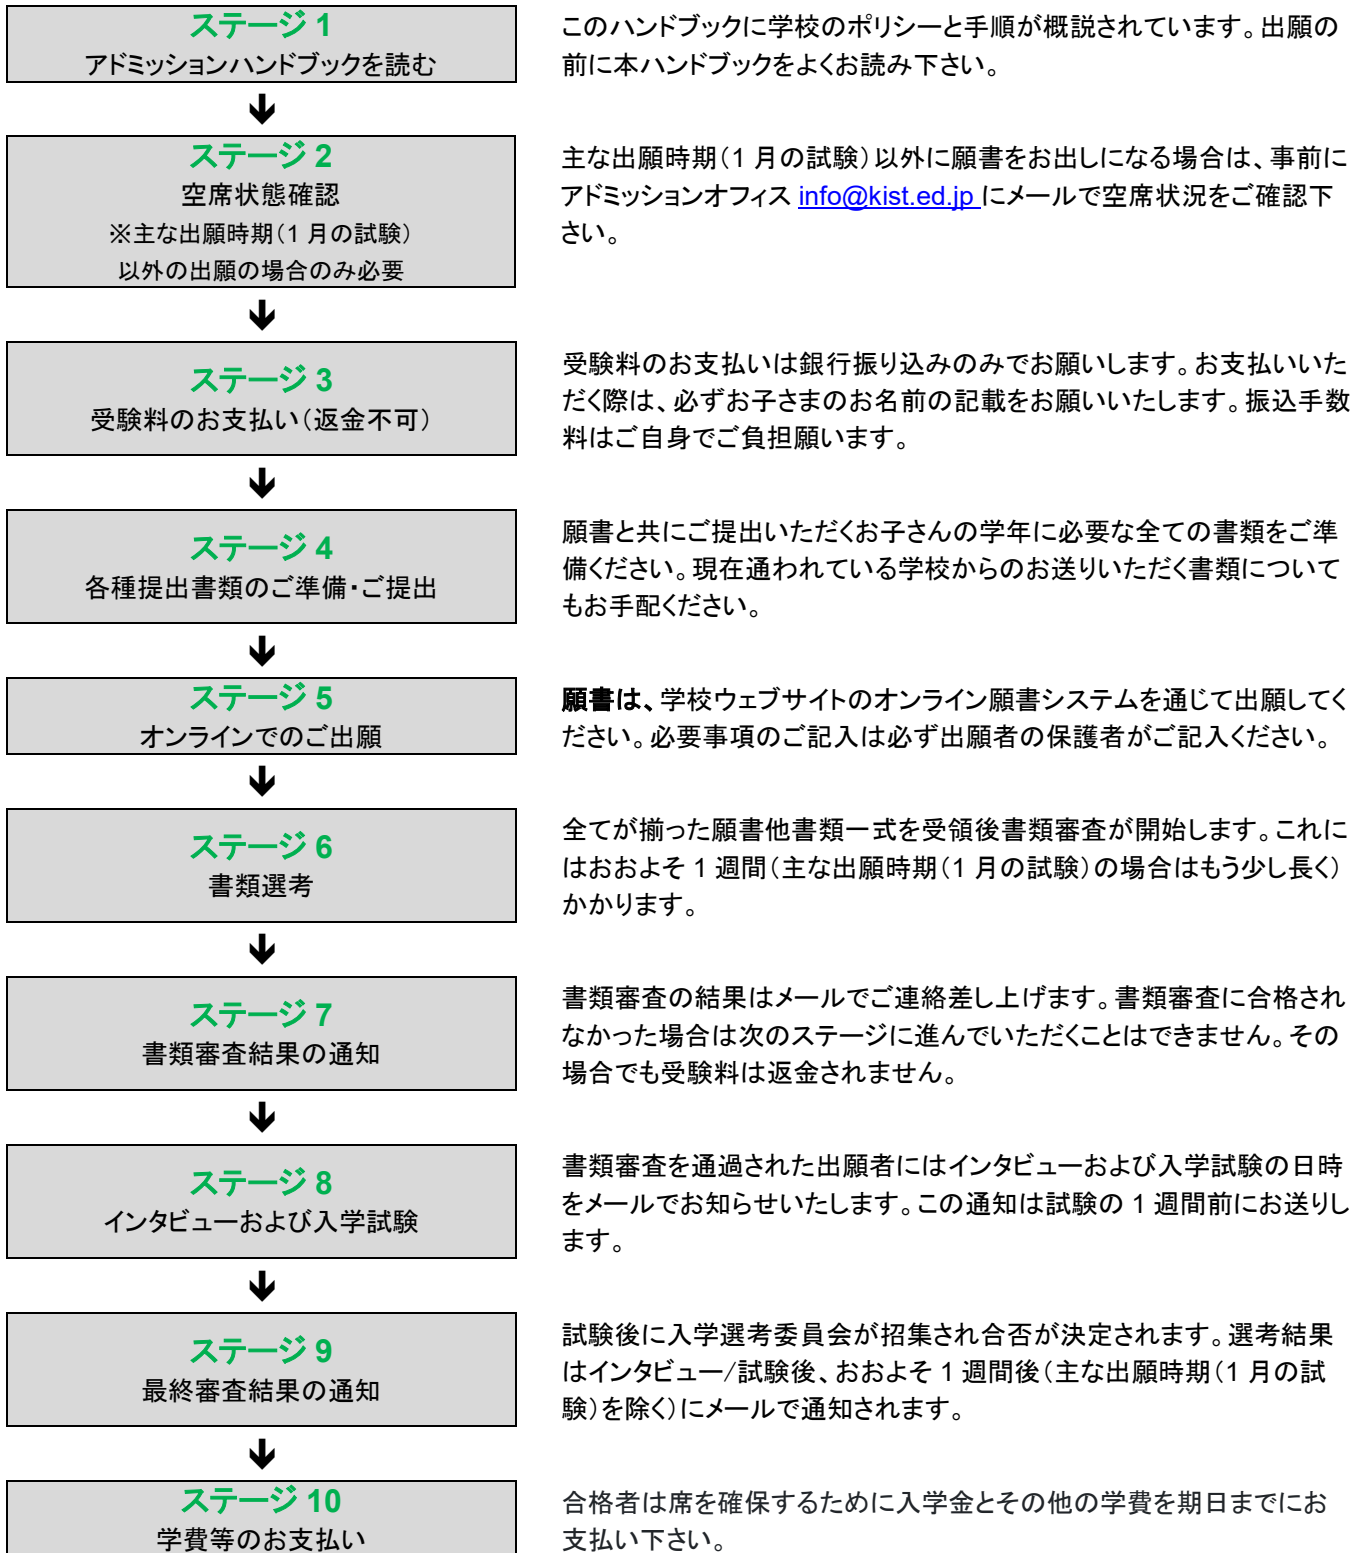 ステージ 1
アドミッションハンドブックを読む
このハンドブックに学校のポリシーと手順が概説されています。出願の
前に本ハンドブックをよくお読み下さい。
ステージ 2
空席状態確認
※主な出願時期（1 月の試験）
以外の出願の場合のみ必要
主な出願時期（1 月の試験）以外に願書をお出しになる場合は、事前に
アドミッションオフィス info@kist.ed.jp にメールで空席状況をご確認下
さい。
ステージ 3
受験料のお支払い（返金不可）
受験料のお支払いは銀行振り込みのみでお願いします。お支払いいた
だく際は、必ずお子さまのお名前の記載をお願いいたします。振込手数
料はご自身でご負担願います。
ステージ 4
各種提出書類のご準備・ご提出
願書と共にご提出いただくお子さんの学年に必要な全ての書類をご準
備ください。現在通われている学校からのお送りいただく書類について
もお手配ください。
ステージ 5
オンラインでのご出願
願書は、学校ウェブサイトのオンライン願書システムを通じて出願してく
ださい。必要事項のご記入は必ず出願者の保護者がご記入ください。
ステージ 6
書類選考
全てが揃った願書他書類一式を受領後書類審査が開始します。これに
はおおよそ 1 週間（主な出願時期（1 月の試験）の場合はもう少し長く）
かかります。
ステージ 7
書類審査結果の通知
書類審査の結果はメールでご連絡差し上げます。書類審査に合格され
なかった場合は次のステージに進んでいただくことはできません。その
場合でも受験料は返金されません。
ステージ 8
インタビューおよび入学試験
書類審査を通過された出願者にはインタビューおよび入学試験の日時
をメールでお知らせいたします。この通知は試験の 1 週間前にお送りし
ます。
ステージ 9
最終審査結果の通知
試験後に入学選考委員会が招集され合否が決定されます。選考結果
はインタビュー/試験後、おおよそ 1 週間後（主な出願時期（1 月の試
験）を除く）にメールで通知されます。
ステージ 10
学費等のお支払い
合格者は席を確保するために入学金とその他の学費を期日までにお
支払い下さい。